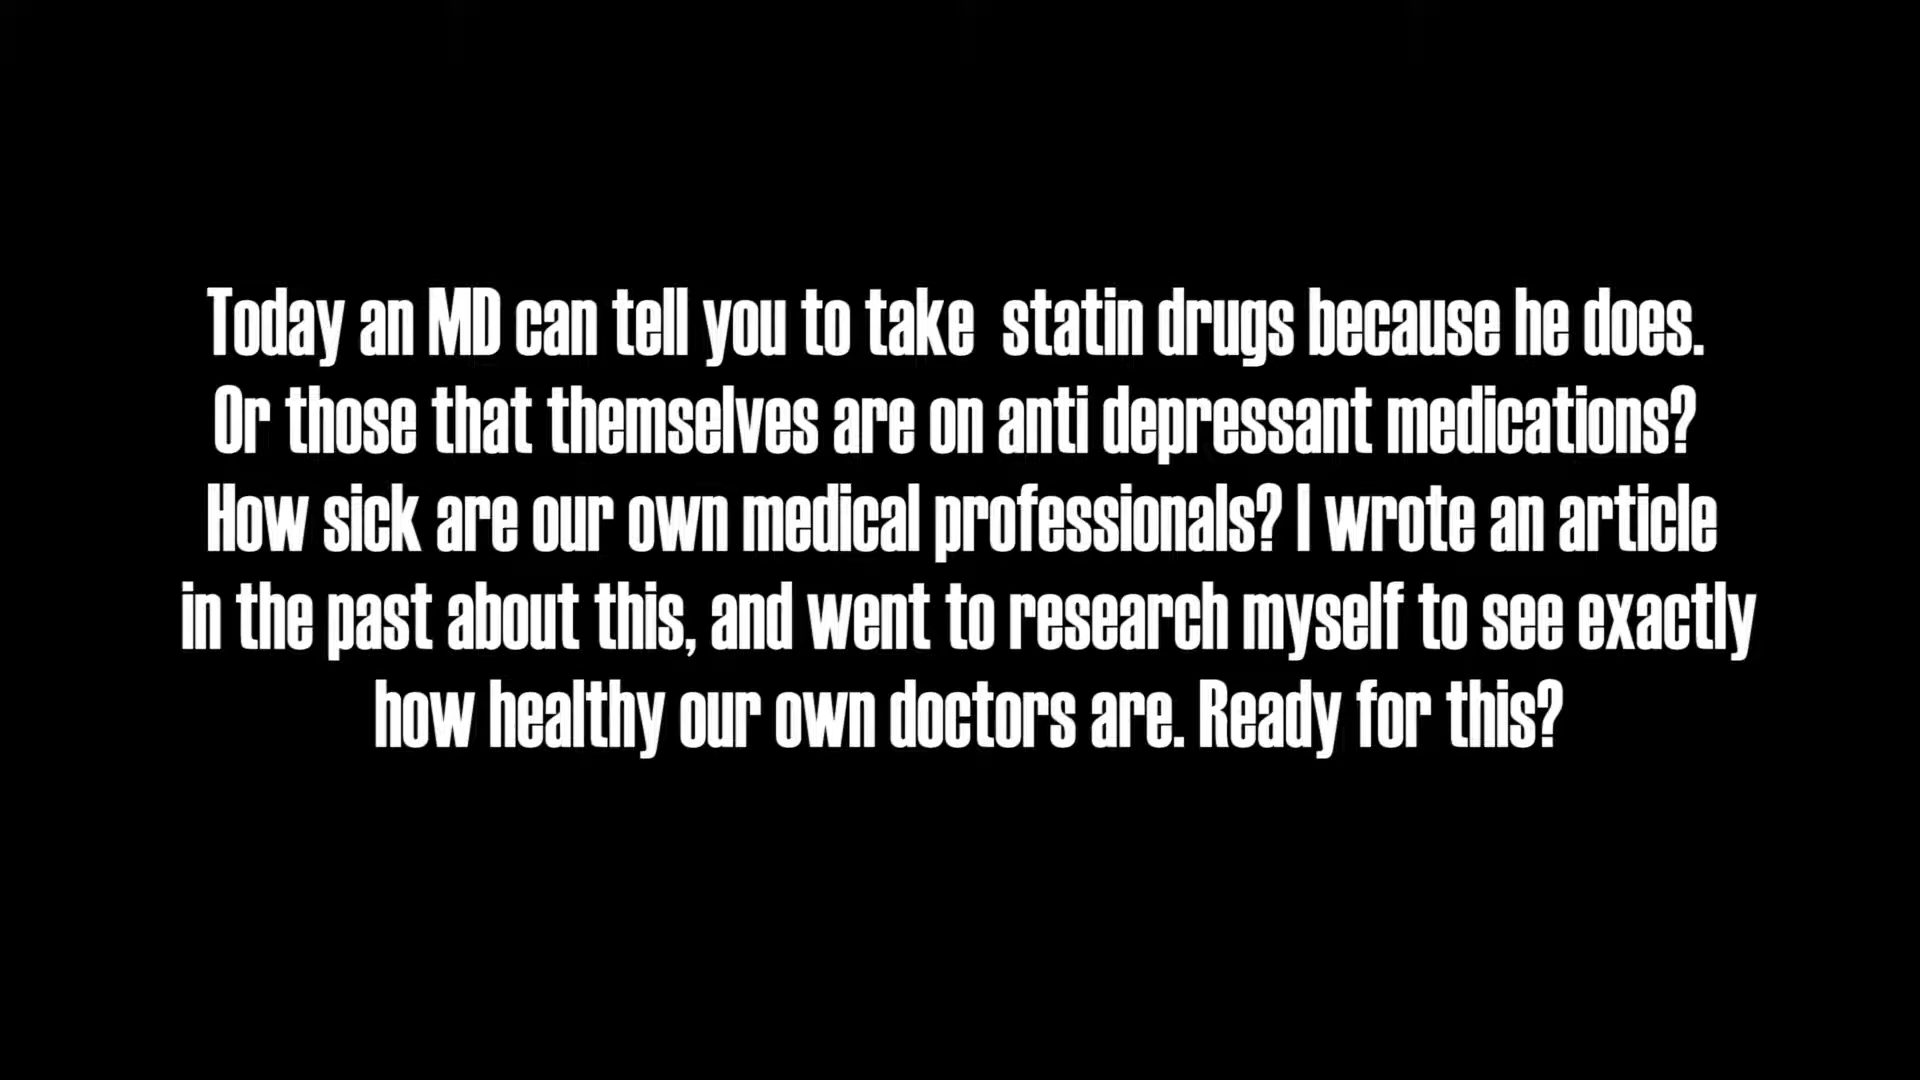 Today an MD can tell you to take  statin drugs because he does.
Or those that themselves are on anti depressant medications?
How sick are our own medical professionals? I wrote an article
in the past about this, and went to research myself to see exactly
how healthy our own doctors are. Ready for this?